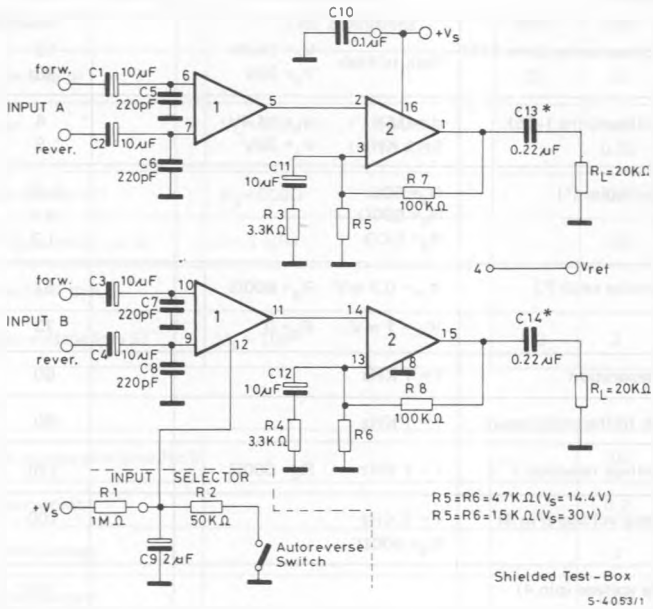 C10
0.1µF
+Vs
forw.
C1
10µF
6
C5
220pF
1
5
2
16
2
1
C13*
0.22µF
INPUT A
rever.
C2
10µF
7
C6
220pF
3
C11
10µF
R3
3.3KΩ
R5
R7
100KΩ
RL=20KΩ
4
Vref
forw.
C3
10µF
10
C7
220pF
1
11
14
2
15
C14*
0.22µF
INPUT B
rever.
C4
10µF
9
12
C8
220pF
13
8
C12
10µF
R4
3.3KΩ
R6
R8
100KΩ
RL=20KΩ
INPUT SELECTOR
+Vs
R1
1MΩ
R2
50KΩ
C9 2µF
Autoreverse
Switch
R5=R6=47KΩ(Vs=14.4V)
R5=R6=15KΩ(Vs=30V)
Shielded Test-Box
S-4053/1